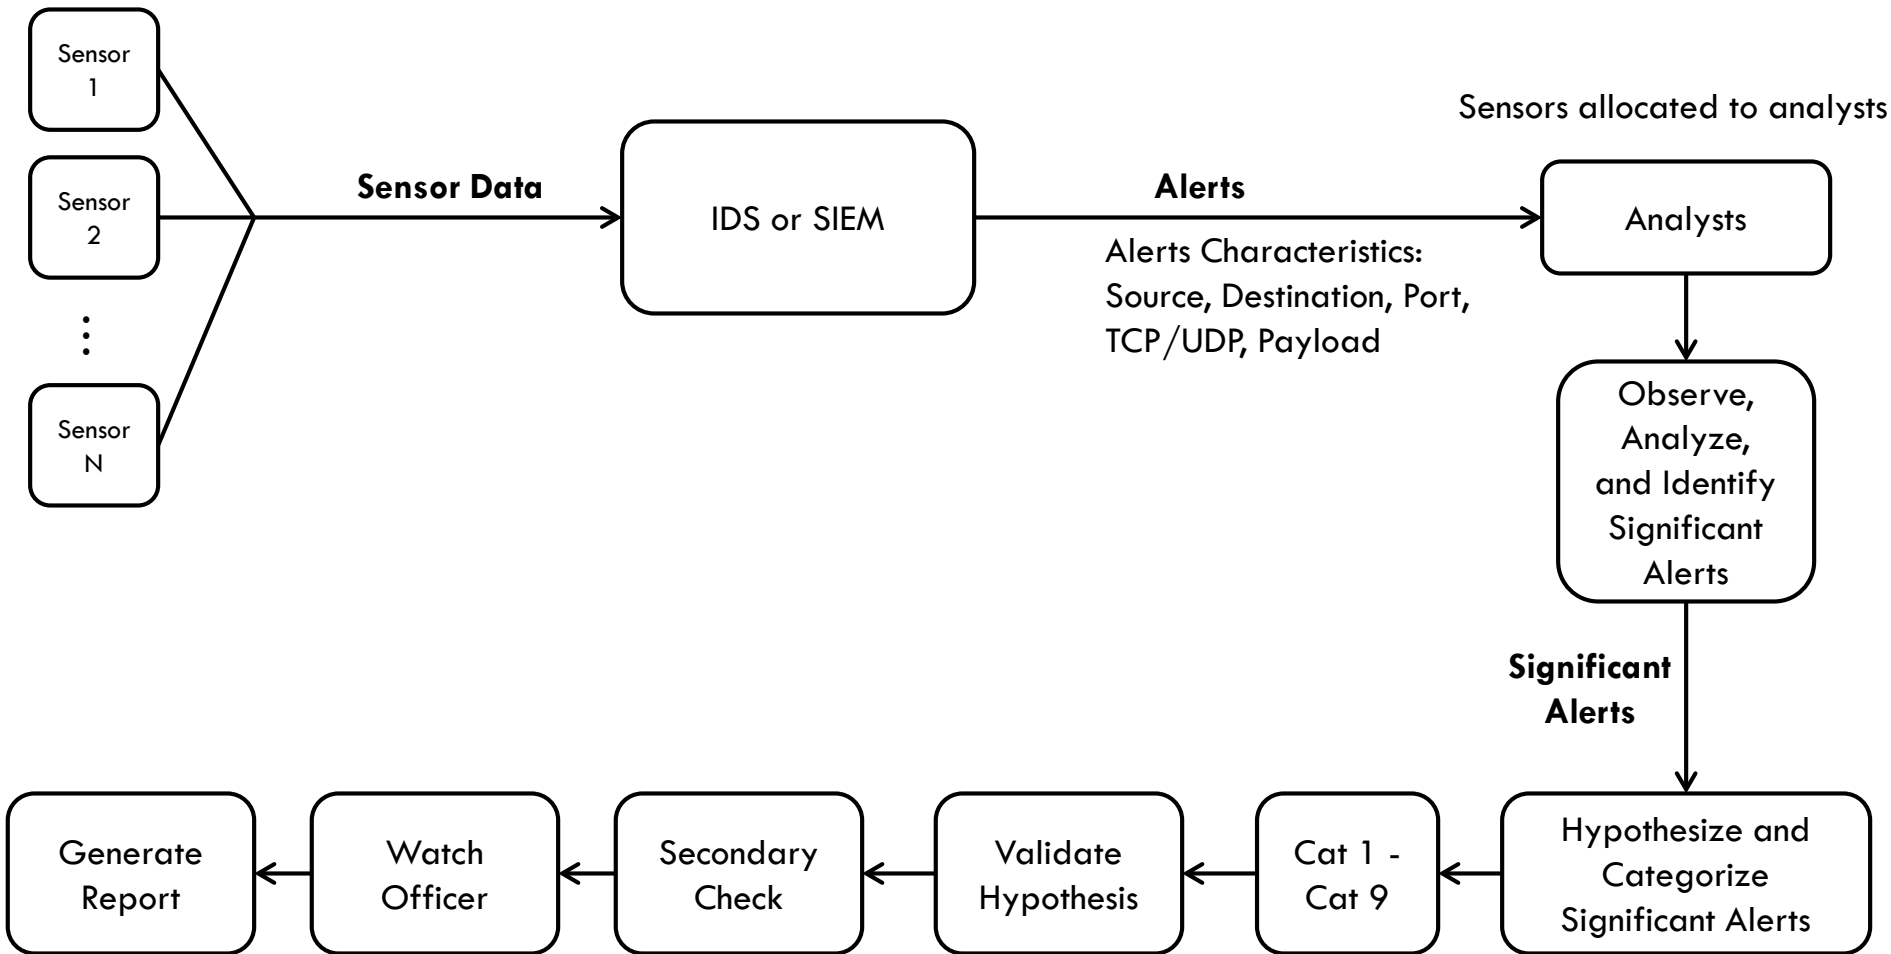 Sensor
1
Sensor
2
Sensor
N
Sensor Data
IDS or SIEM
Alerts
Alerts Characteristics:
Source, Destination, Port,
TCP/UDP, Payload
Sensors allocated to analysts
Analysts
Observe,
Analyze,
and Identify
Significant
Alerts
Significant
Alerts
Hypothesize and
Categorize
Significant Alerts
Cat 1 -
Cat 9
Validate
Hypothesis
Secondary
Check
Watch
Officer
Generate
Report